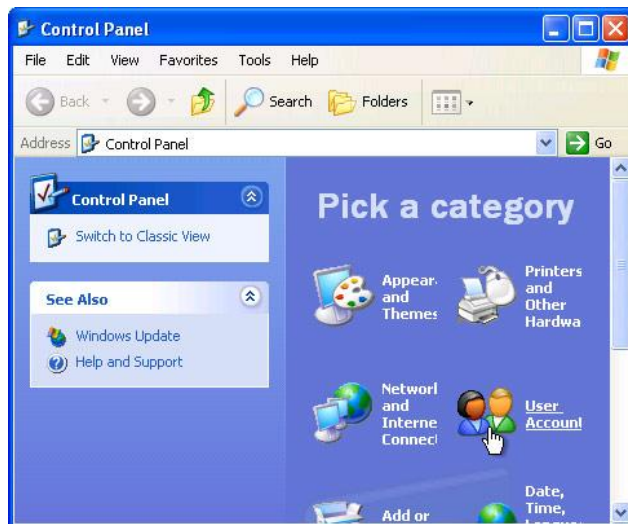 Control Panel
File Edit View Favorites Tools Help
Back Search Folders
Address Control Panel Go
Control Panel
Switch to Classic View
See Also
Windows Update
Help and Support
Pick a category
Appear
and
Themes
Printers
and
Other
Hardwa
Networl
and
Interne
Connec
User
Account
Add or
Date,
Time,